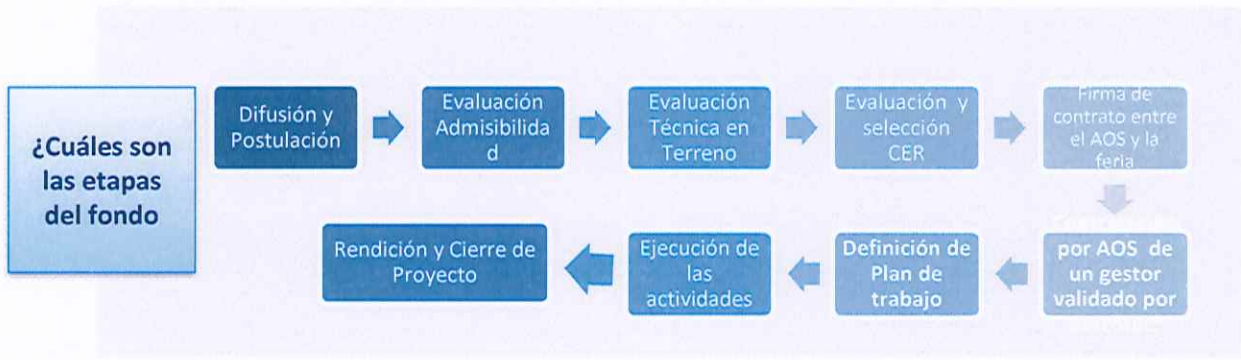 ¿Cuáles son
las etapas
del fondo
Difusión y
Postulación
Evaluación
Admisibilida
d
Evaluación
Técnica en
Terreno
Evaluación y
selección
CER
Firma de
contrato entre
el AOS y la
feria
por AOS de
un gestor
validado por
Definición de
Plan de
trabajo
Ejecución de
las
actividades
Rendición y Cierre de
Proyecto